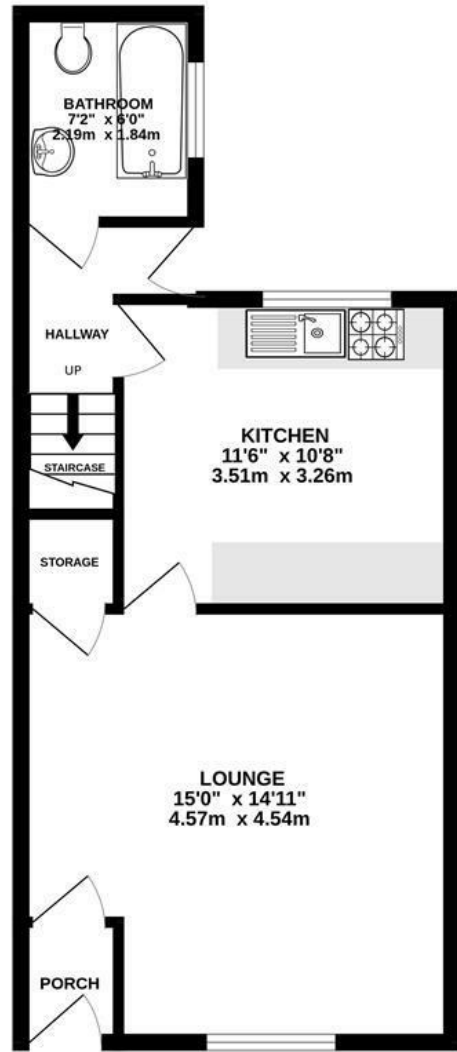 BATHROOM
7'2" x 6'0"
2.19m x 1.84m
HALLWAY
UP
STAIRCASE
KITCHEN
11'6" x 10'8"
3.51m x 3.26m
STORAGE
LOUNGE
15'0" x 14'11"
4.57m x 4.54m
PORCH